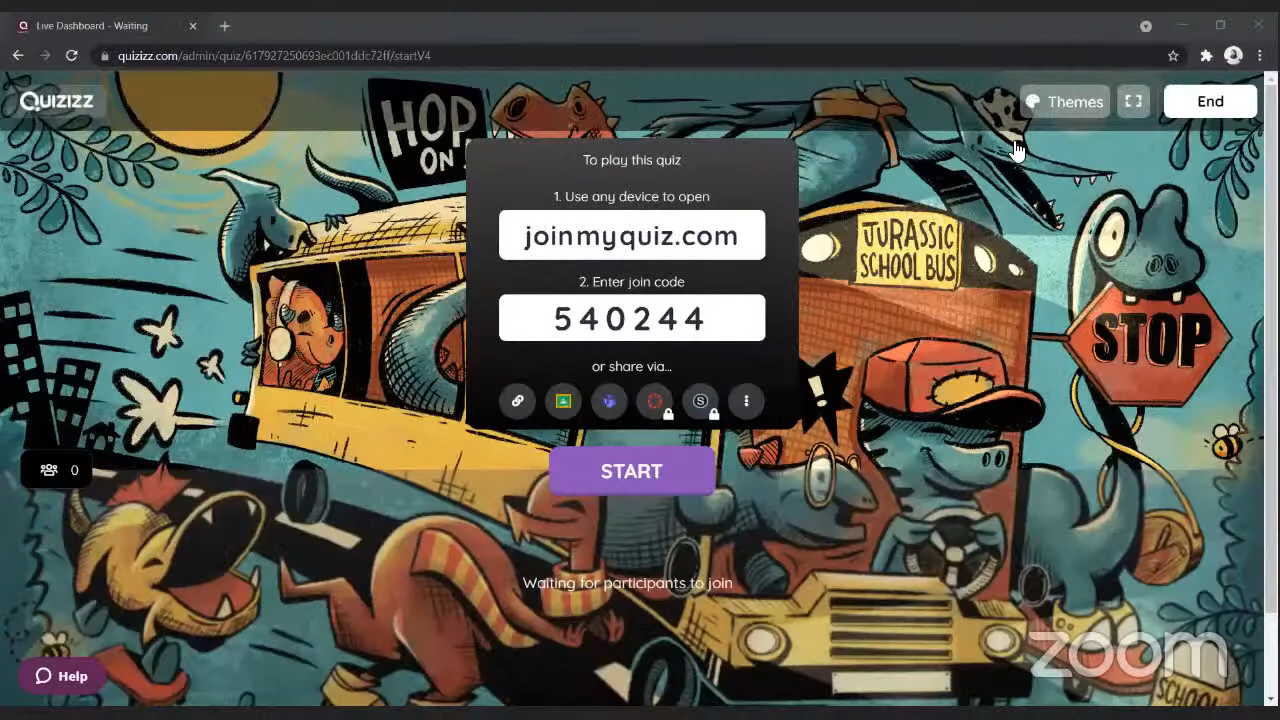 Live Dashboard - Waiting
quizizz.com/admin/quiz/617927250693ec001ddc72ff/startV4
Quizizz
HOP
ON
Themes
End
To play this quiz
1. Use any device to open
joinmyquiz.com
2. Enter join code
540244
or share via...
JURASSIC
SCHOOL BUS
STOP
!
0
START
Waiting for participants to join
Help
zoom
SCHOOL